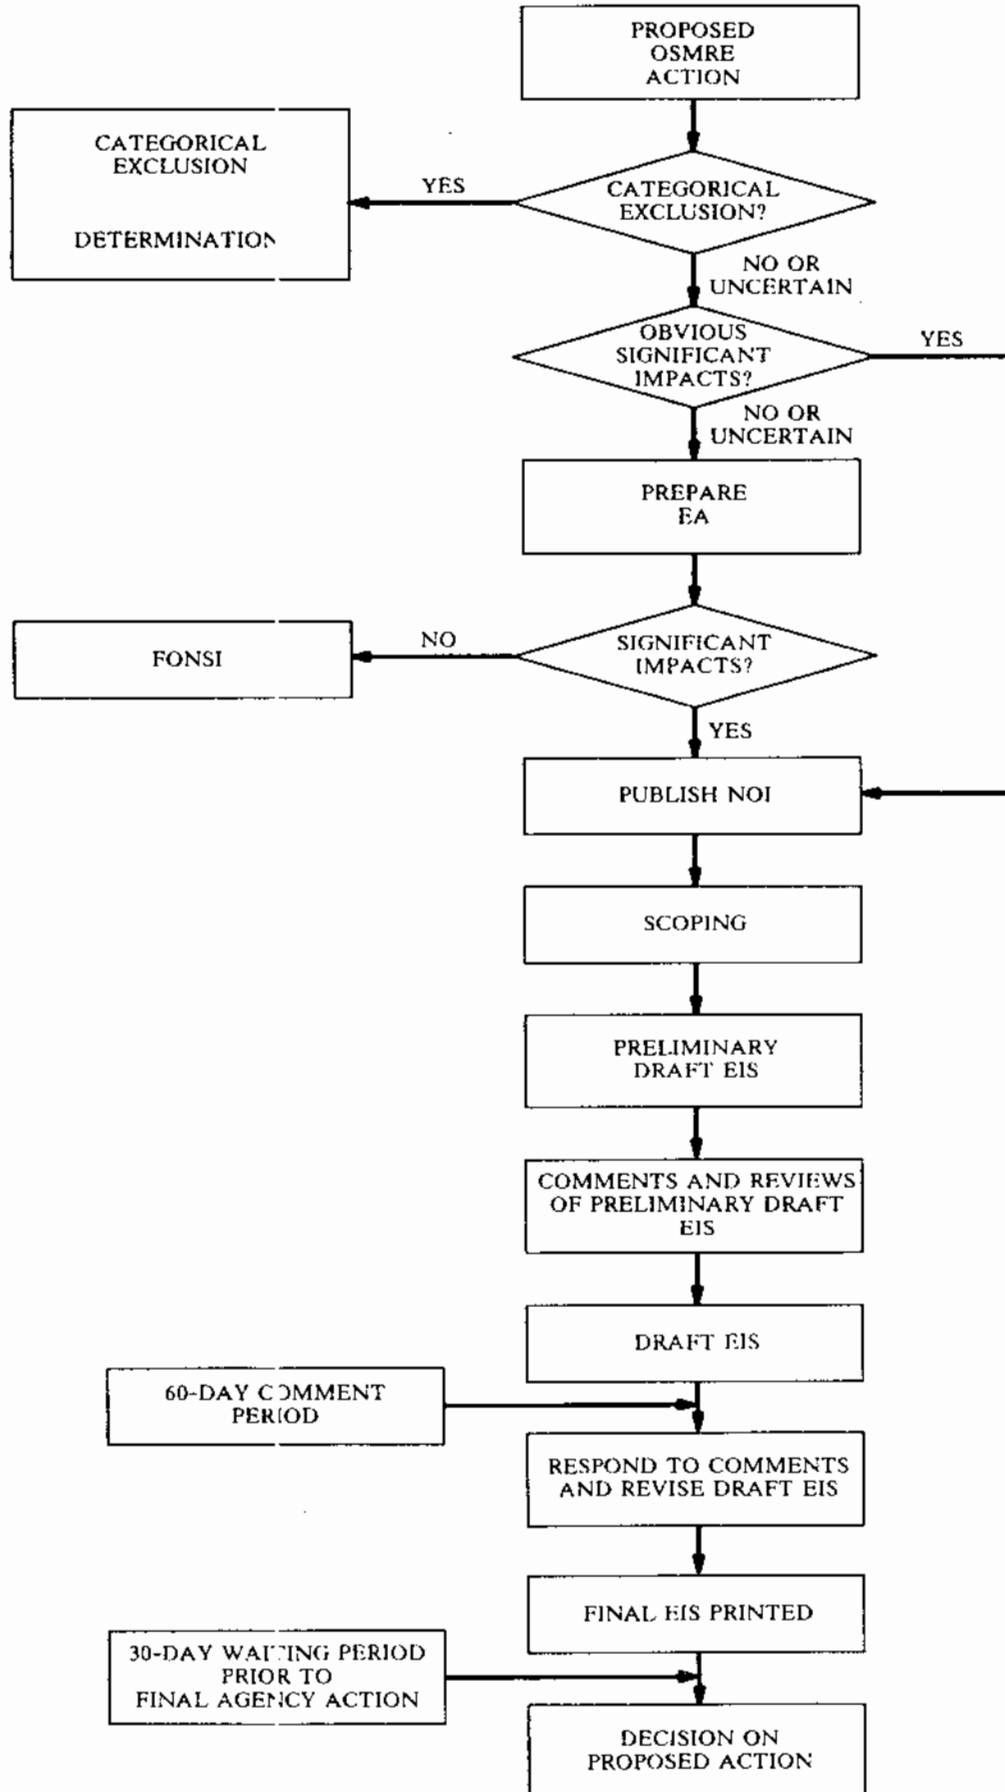 PROPOSED
OSMRE
ACTION
CATEGORICAL
EXCLUSION
DETERMINATION
YES
CATEGORICAL
EXCLUSION?
NO OR
UNCERTAIN
OBVIOUS
SIGNIFICANT
IMPACTS?
YES
NO OR
UNCERTAIN
PREPARE
EA
FONSI
NO
SIGNIFICANT
IMPACTS?
YES
PUBLISH NOI
SCOPING
PRELIMINARY
DRAFT EIS
COMMENTS AND REVIEWS
OF PRELIMINARY DRAFT
EIS
DRAFT EIS
60-DAY COMMENT
PERIOD
RESPOND TO COMMENTS
AND REVISE DRAFT EIS
FINAL EIS PRINTED
30-DAY WAITING PERIOD
PRIOR TO
FINAL AGENCY ACTION
DECISION ON
PROPOSED ACTION